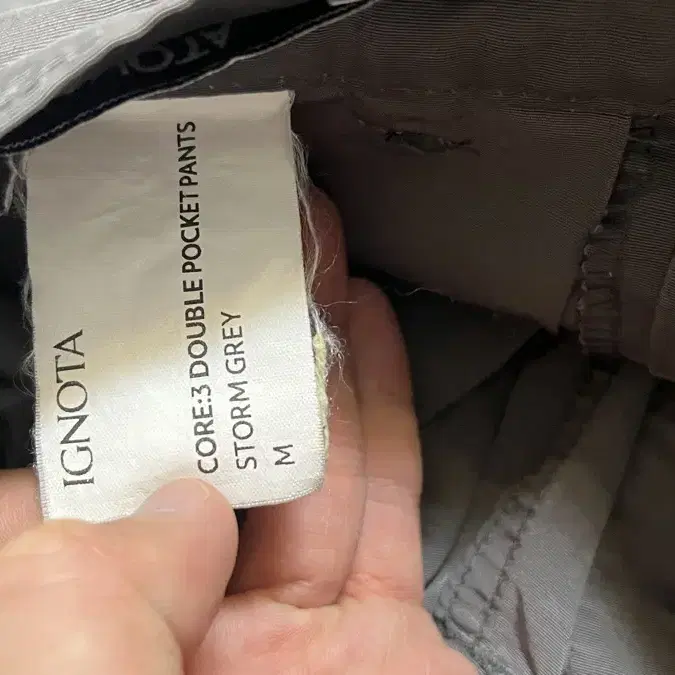 IGNOTA
CORE:3 DOUBLE POCKET PANTS
STORM GREY
M